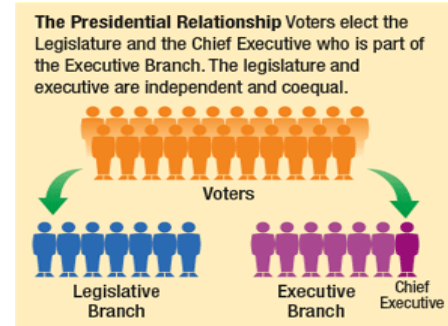 The Presidential Relationship Voters elect the
Legislature and the Chief Executive who is part of
the Executive Branch. The legislature and
executive are independent and coequal.
Voters
Legislative
Branch
Executive
Branch
Chief
Executive